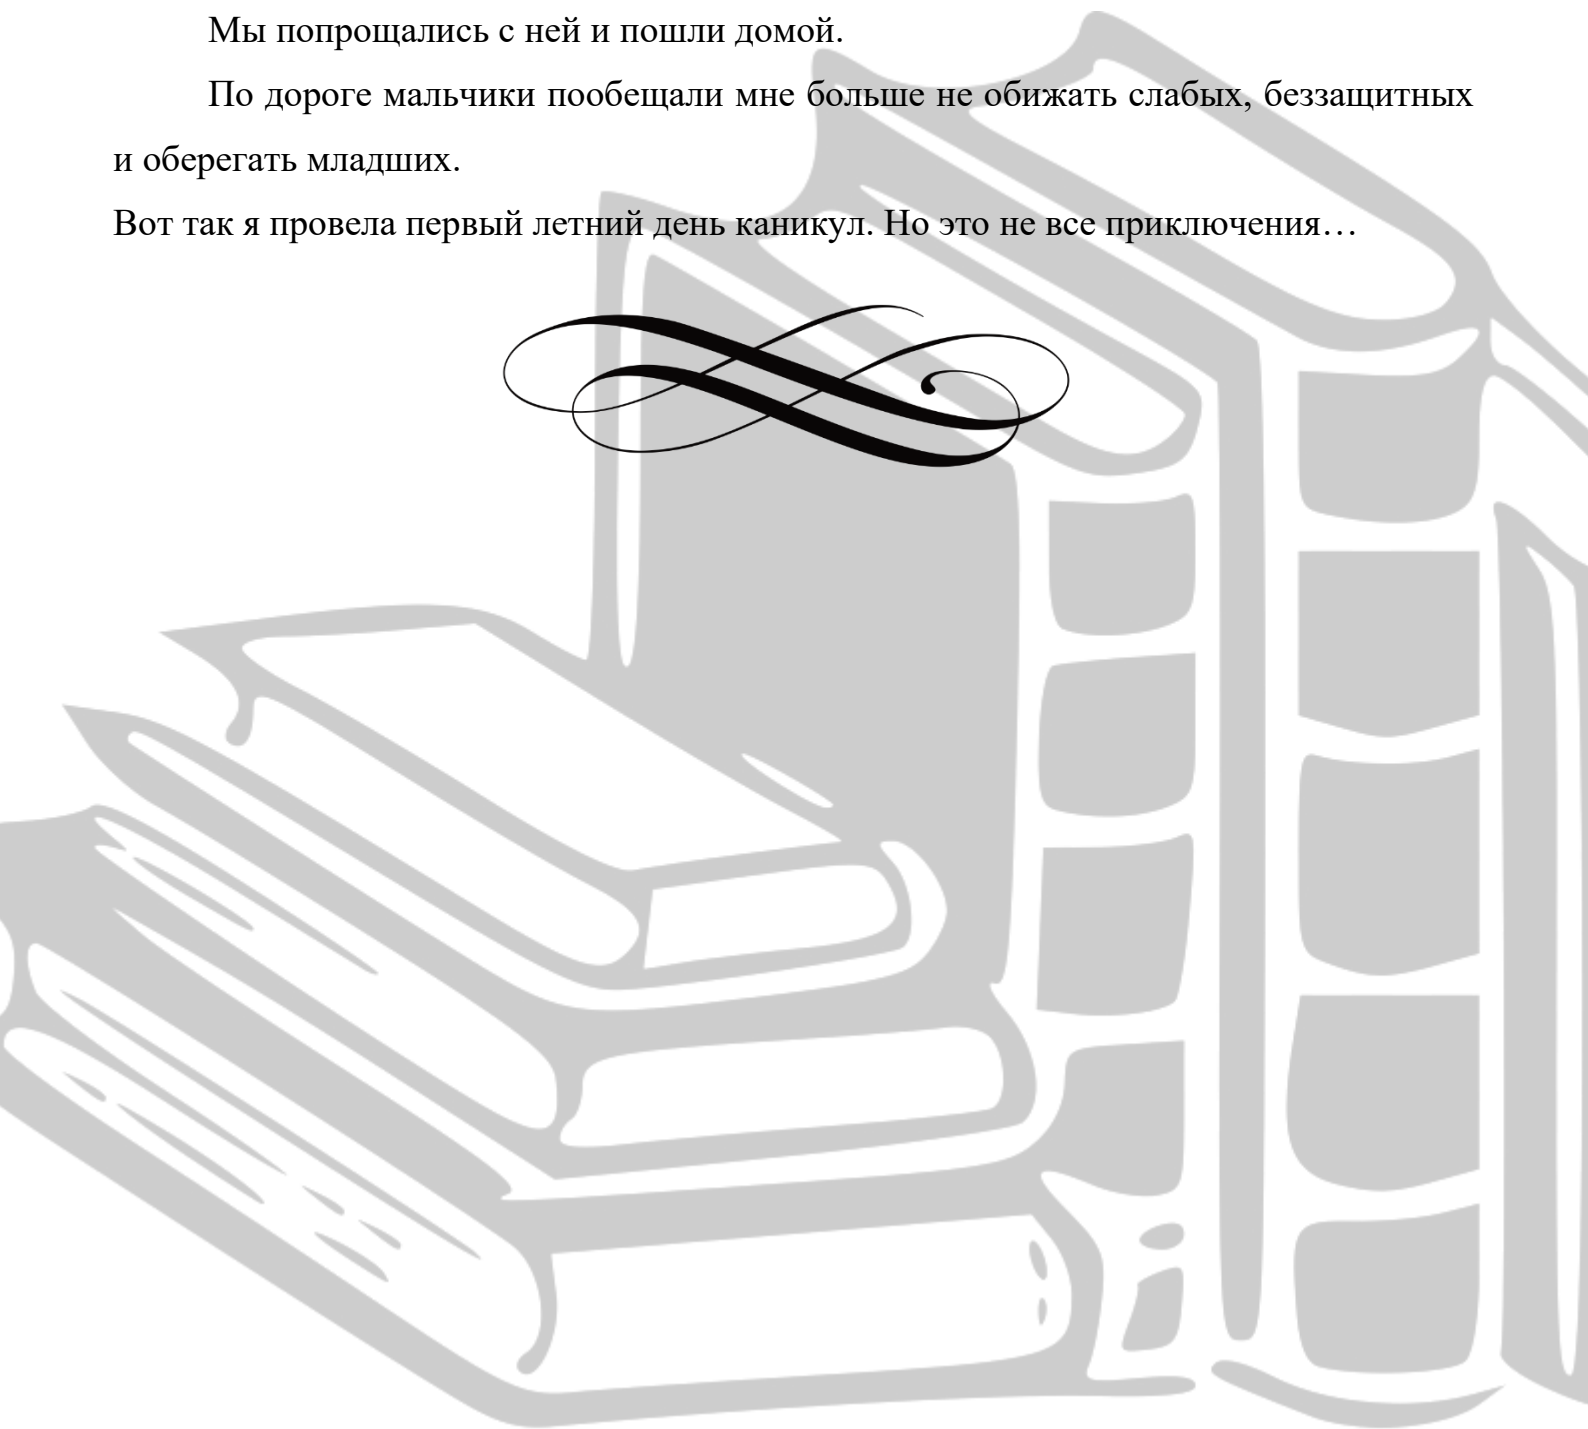 Мы попрощались с ней и пошли домой.
По дороге мальчики пообещали мне больше не обижать слабых, беззащитных
и оберегать младших.
Вот так я провела первый летний день каникул. Но это не все приключения…